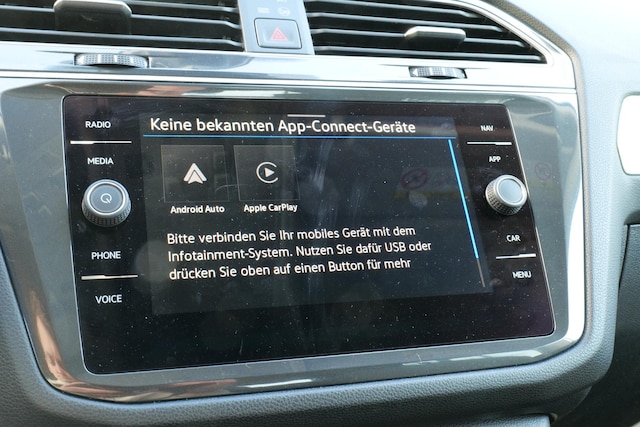 RADIO
MEDIA
PHONE
VOICE
Keine bekannten App-Connect-Geräte
Android Auto
Apple CarPlay
Bitte verbinden Sie Ihr mobiles Gerät mit dem
Infotainment-System. Nutzen Sie dafür USB oder
drücken Sie oben auf einen Button für mehr
NAV
APP
CAR
MENU